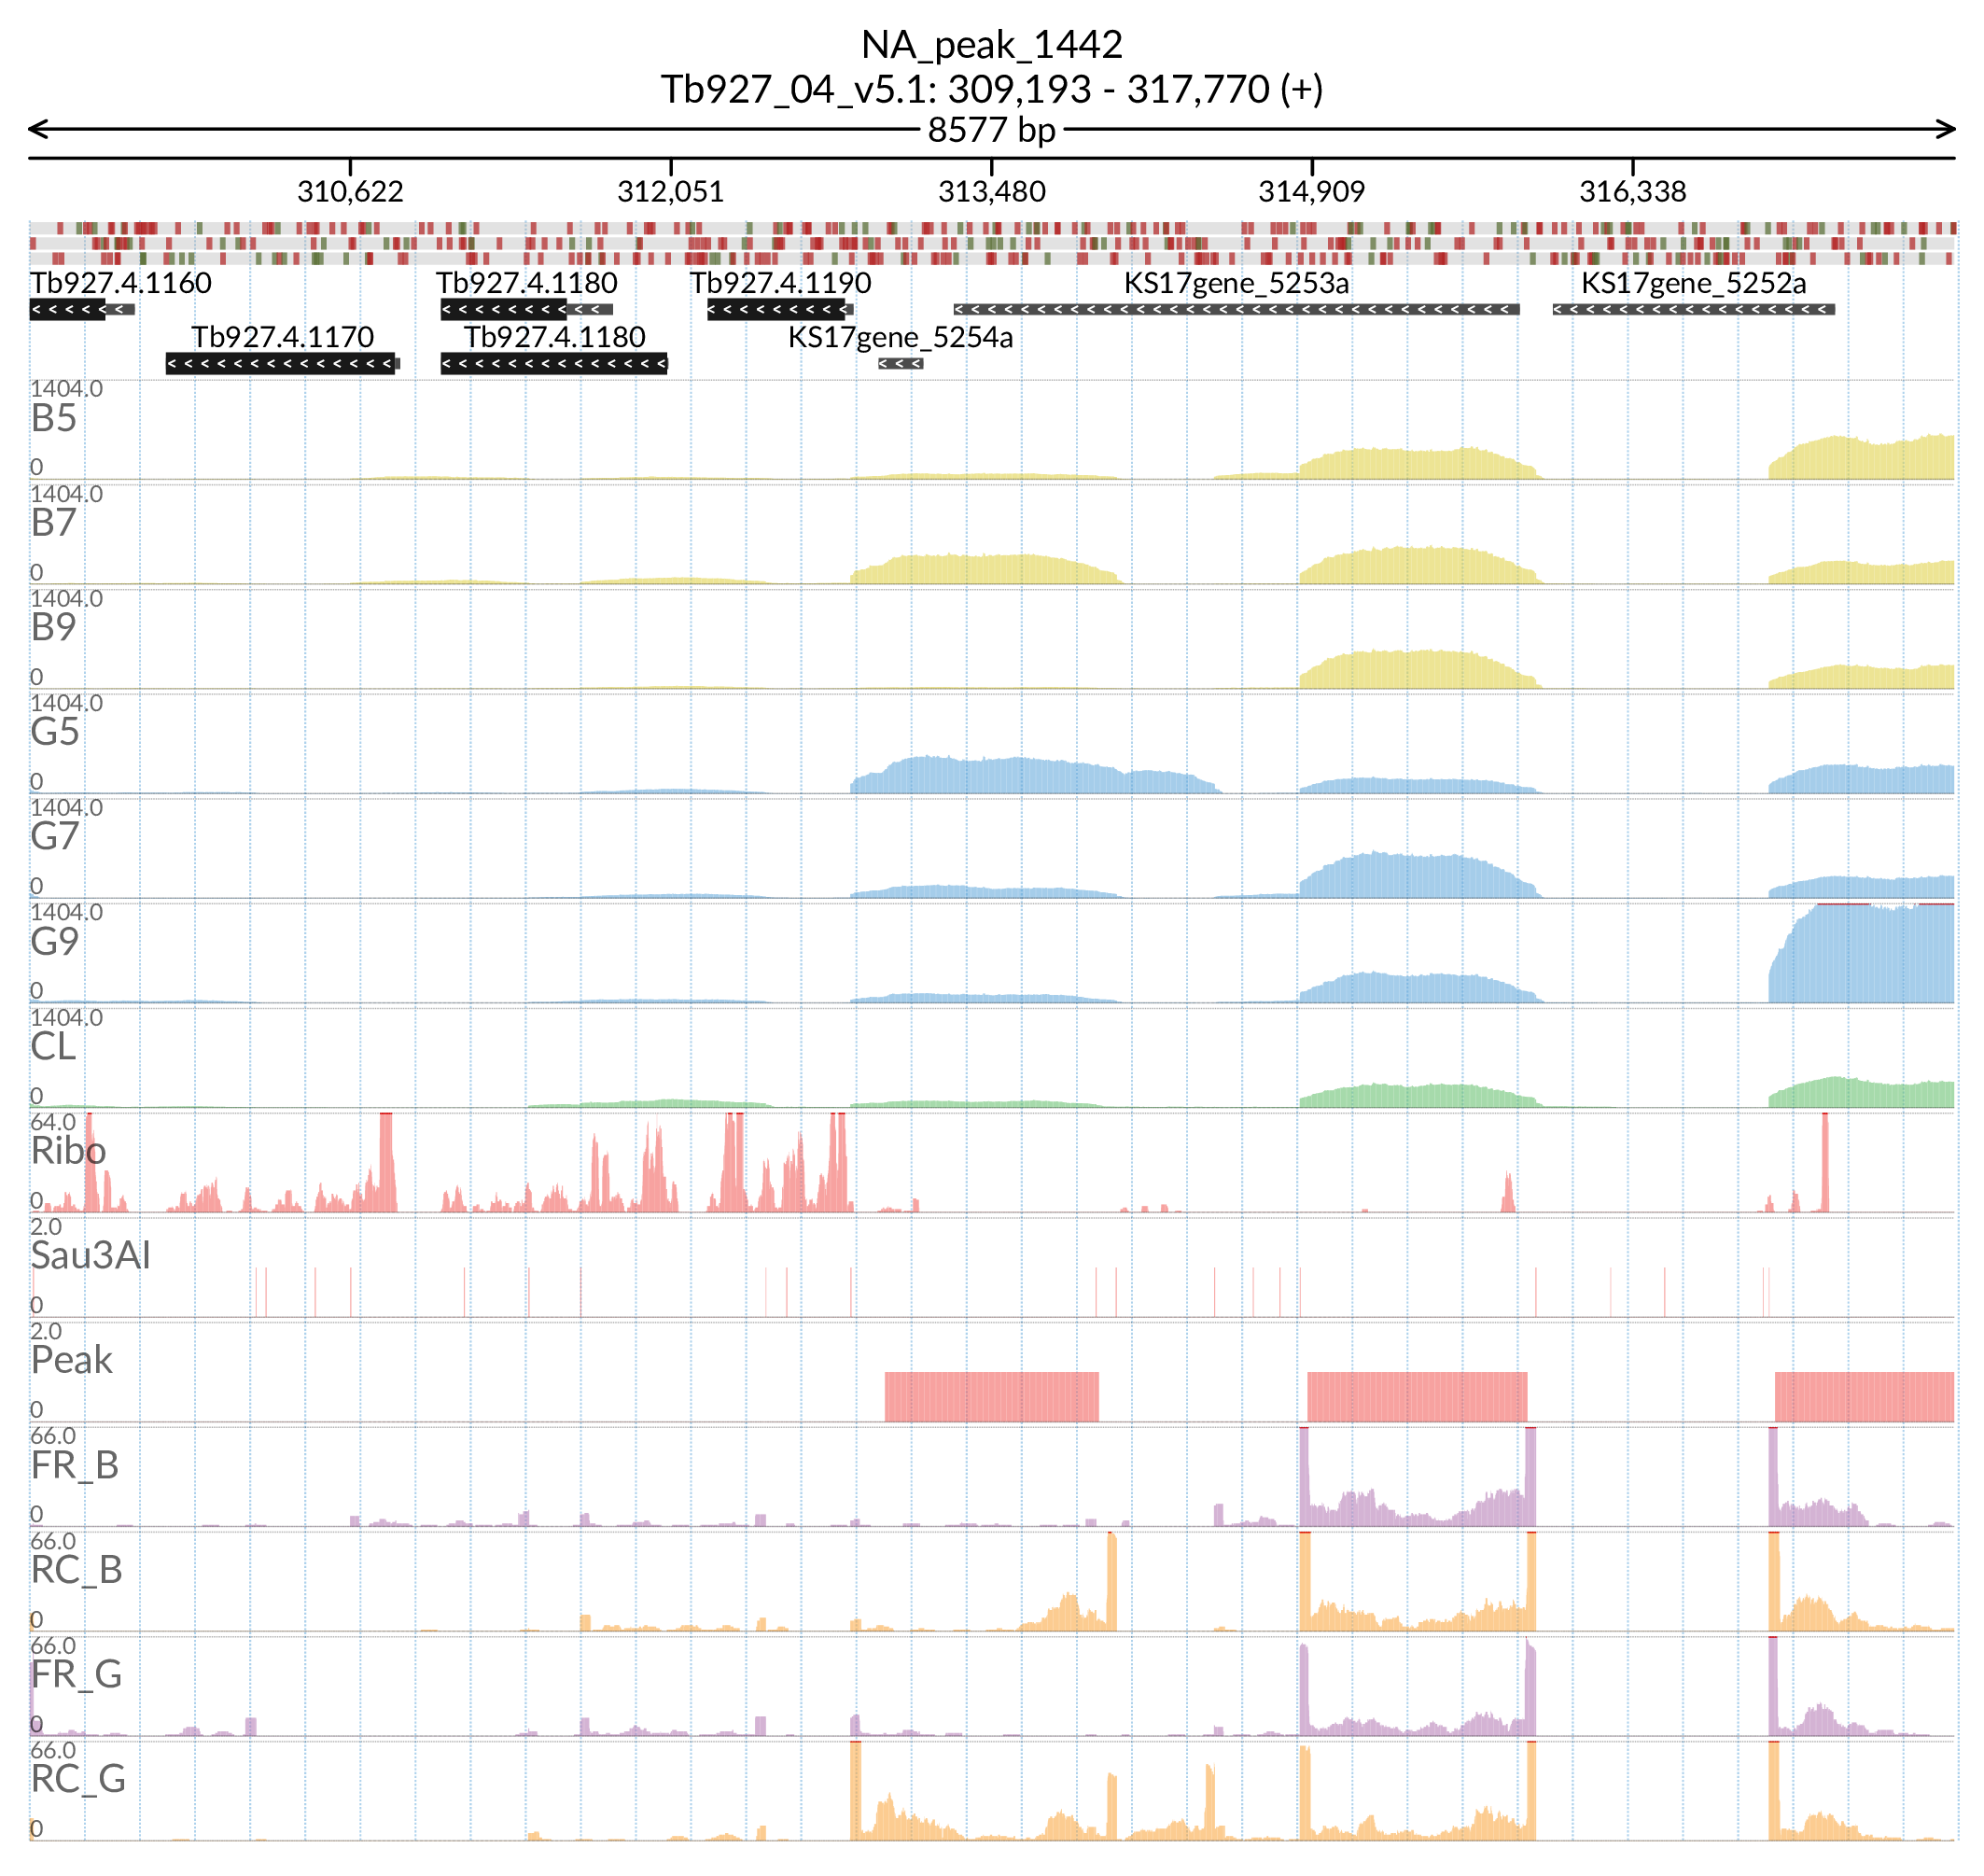 NA_peak_1442
Tb927_04_v5.1: 309,193 - 317,770 (+)
8577 bp
310,622 312,051 313,480 314,909 316,338
Tb927.4.1160 Tb927.4.1180 Tb927.4.1190 KS17gene_5253a KS17gene_5252a
Tb927.4.1170 Tb927.4.1180 KS17gene_5254a
1404.0
B5
0
1404.0
B7
0
1404.0
B9
0
1404.0
G5
0
1404.0
G7
0
1404.0
G9
0
1404.0
CL
0
64.0
Ribo
0
2.0
Sau3AI
0
2.0
Peak
0
66.0
FR_B
0
66.0
RC_B
0
66.0
FR_G
0
66.0
RC_G
0